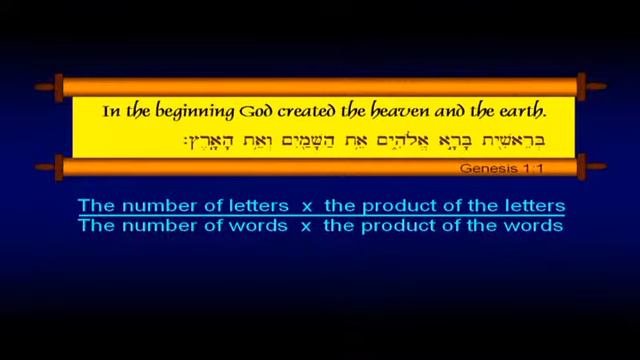 In the beginning God created the heaven and the earth.
בְּרֵאשִׁ֖ית בָּרָ֣א אֱלֹהִ֑ים אֵ֥ת הַשָּׁמַ֖יִם וְאֵ֥ת הָאָֽרֶץ׃
Genesis 1:1
The number of letters x the product of the letters
The number of words x the product of the words